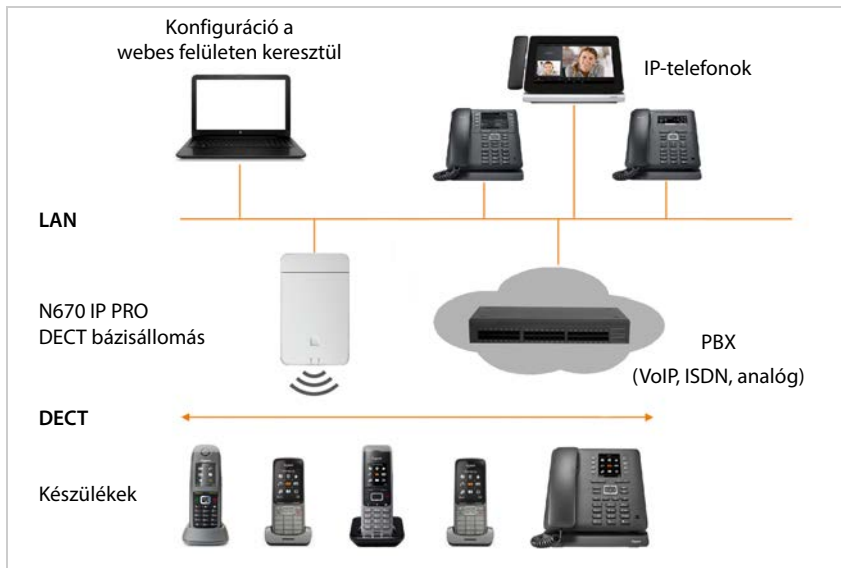 Konfiguráció a
webes felületen keresztül
IP-telefonok
LAN
N670 IP PRO
DECT bázisállomás
PBX
(VoIP, ISDN, analóg)
DECT
Készülékek